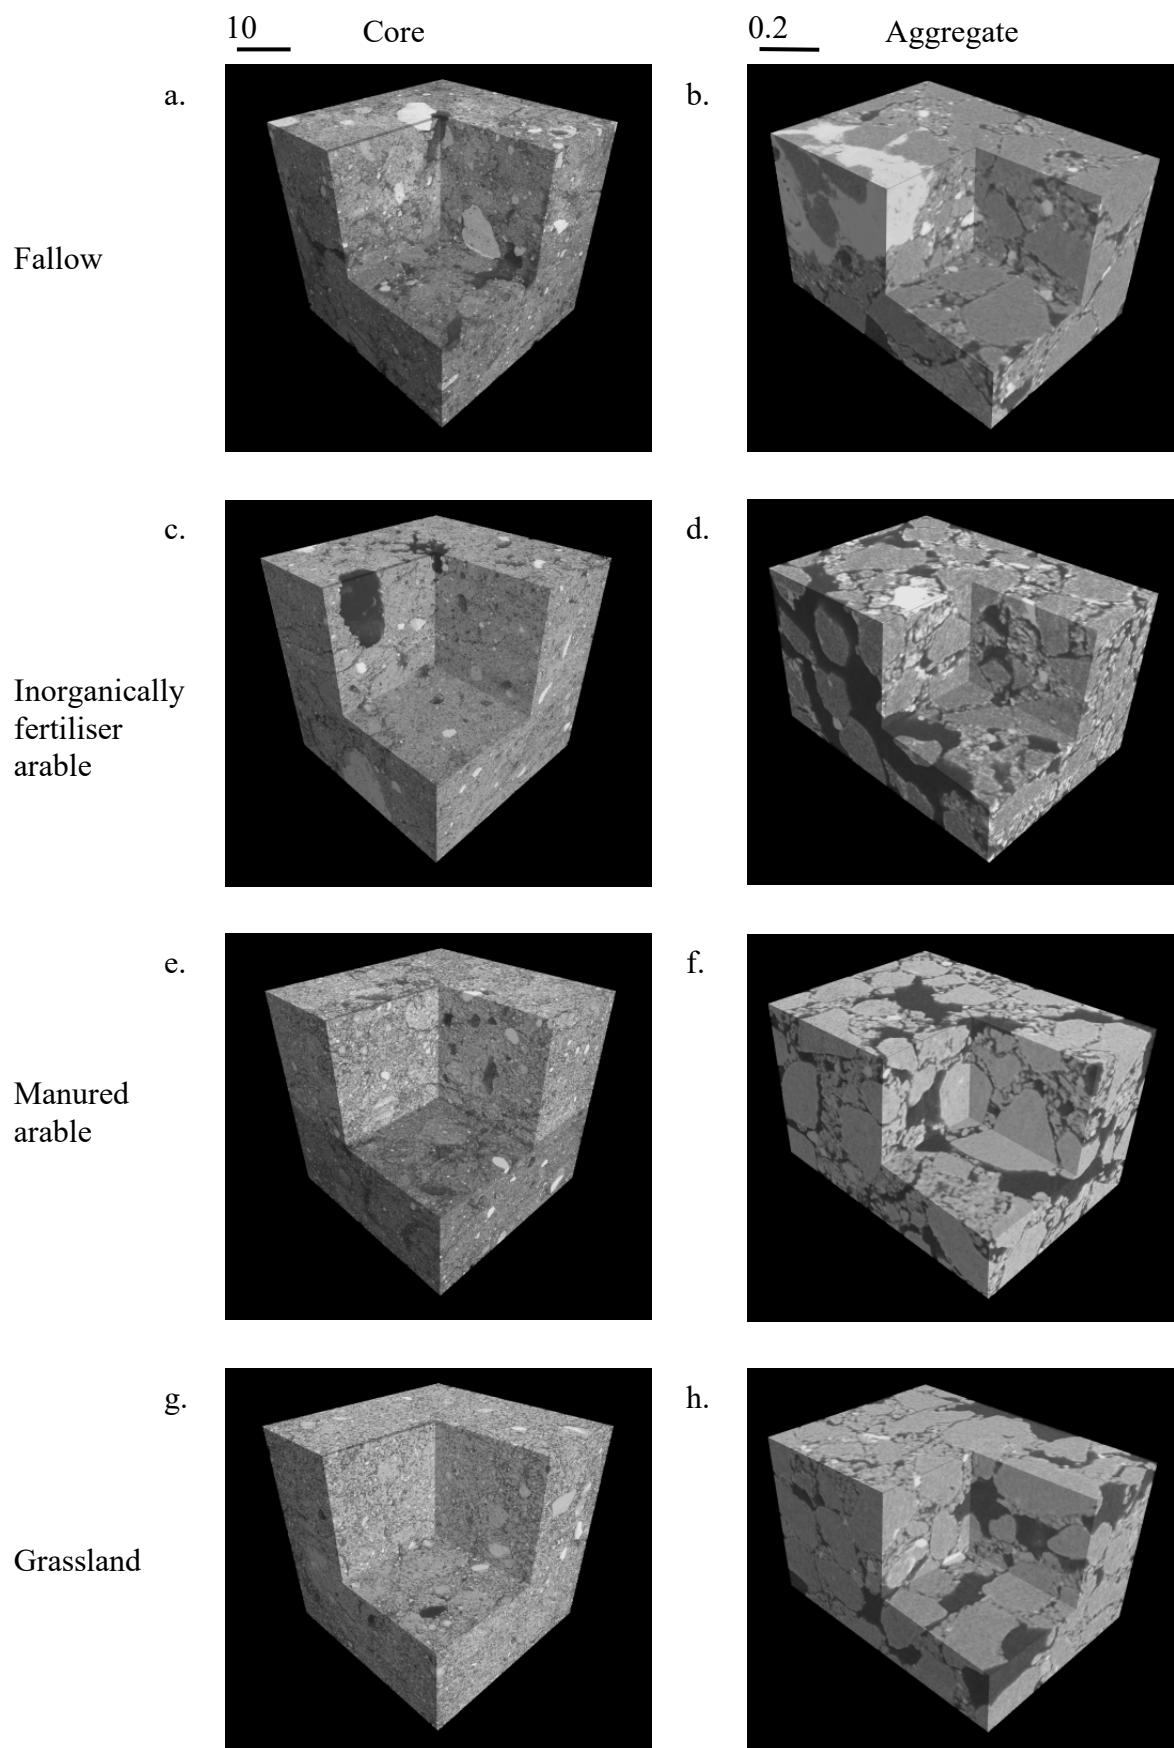 10 Core 0.2 Aggregate
a. b.
Fallow
c. d.
Inorganically
fertiliser
arable
e. f.
Manured
arable
g. h.
Grassland